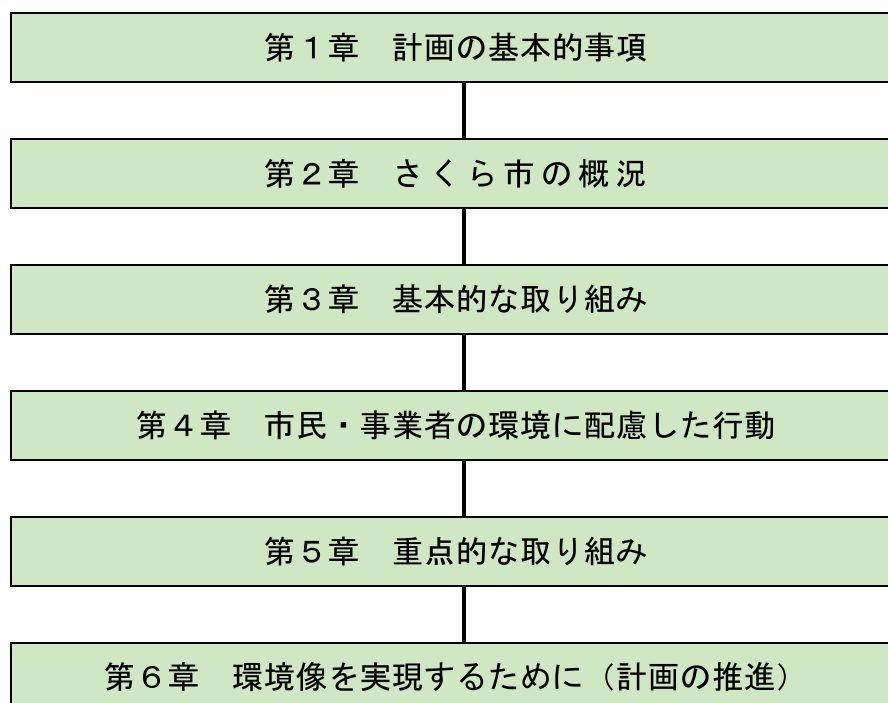 第１章　計画の基本的事項
第２章　さくら市の概況
第３章　基本的な取り組み
第４章　市民・事業者の環境に配慮した行動
第５章　重点的な取り組み
第６章　環境像を実現するために（計画の推進）